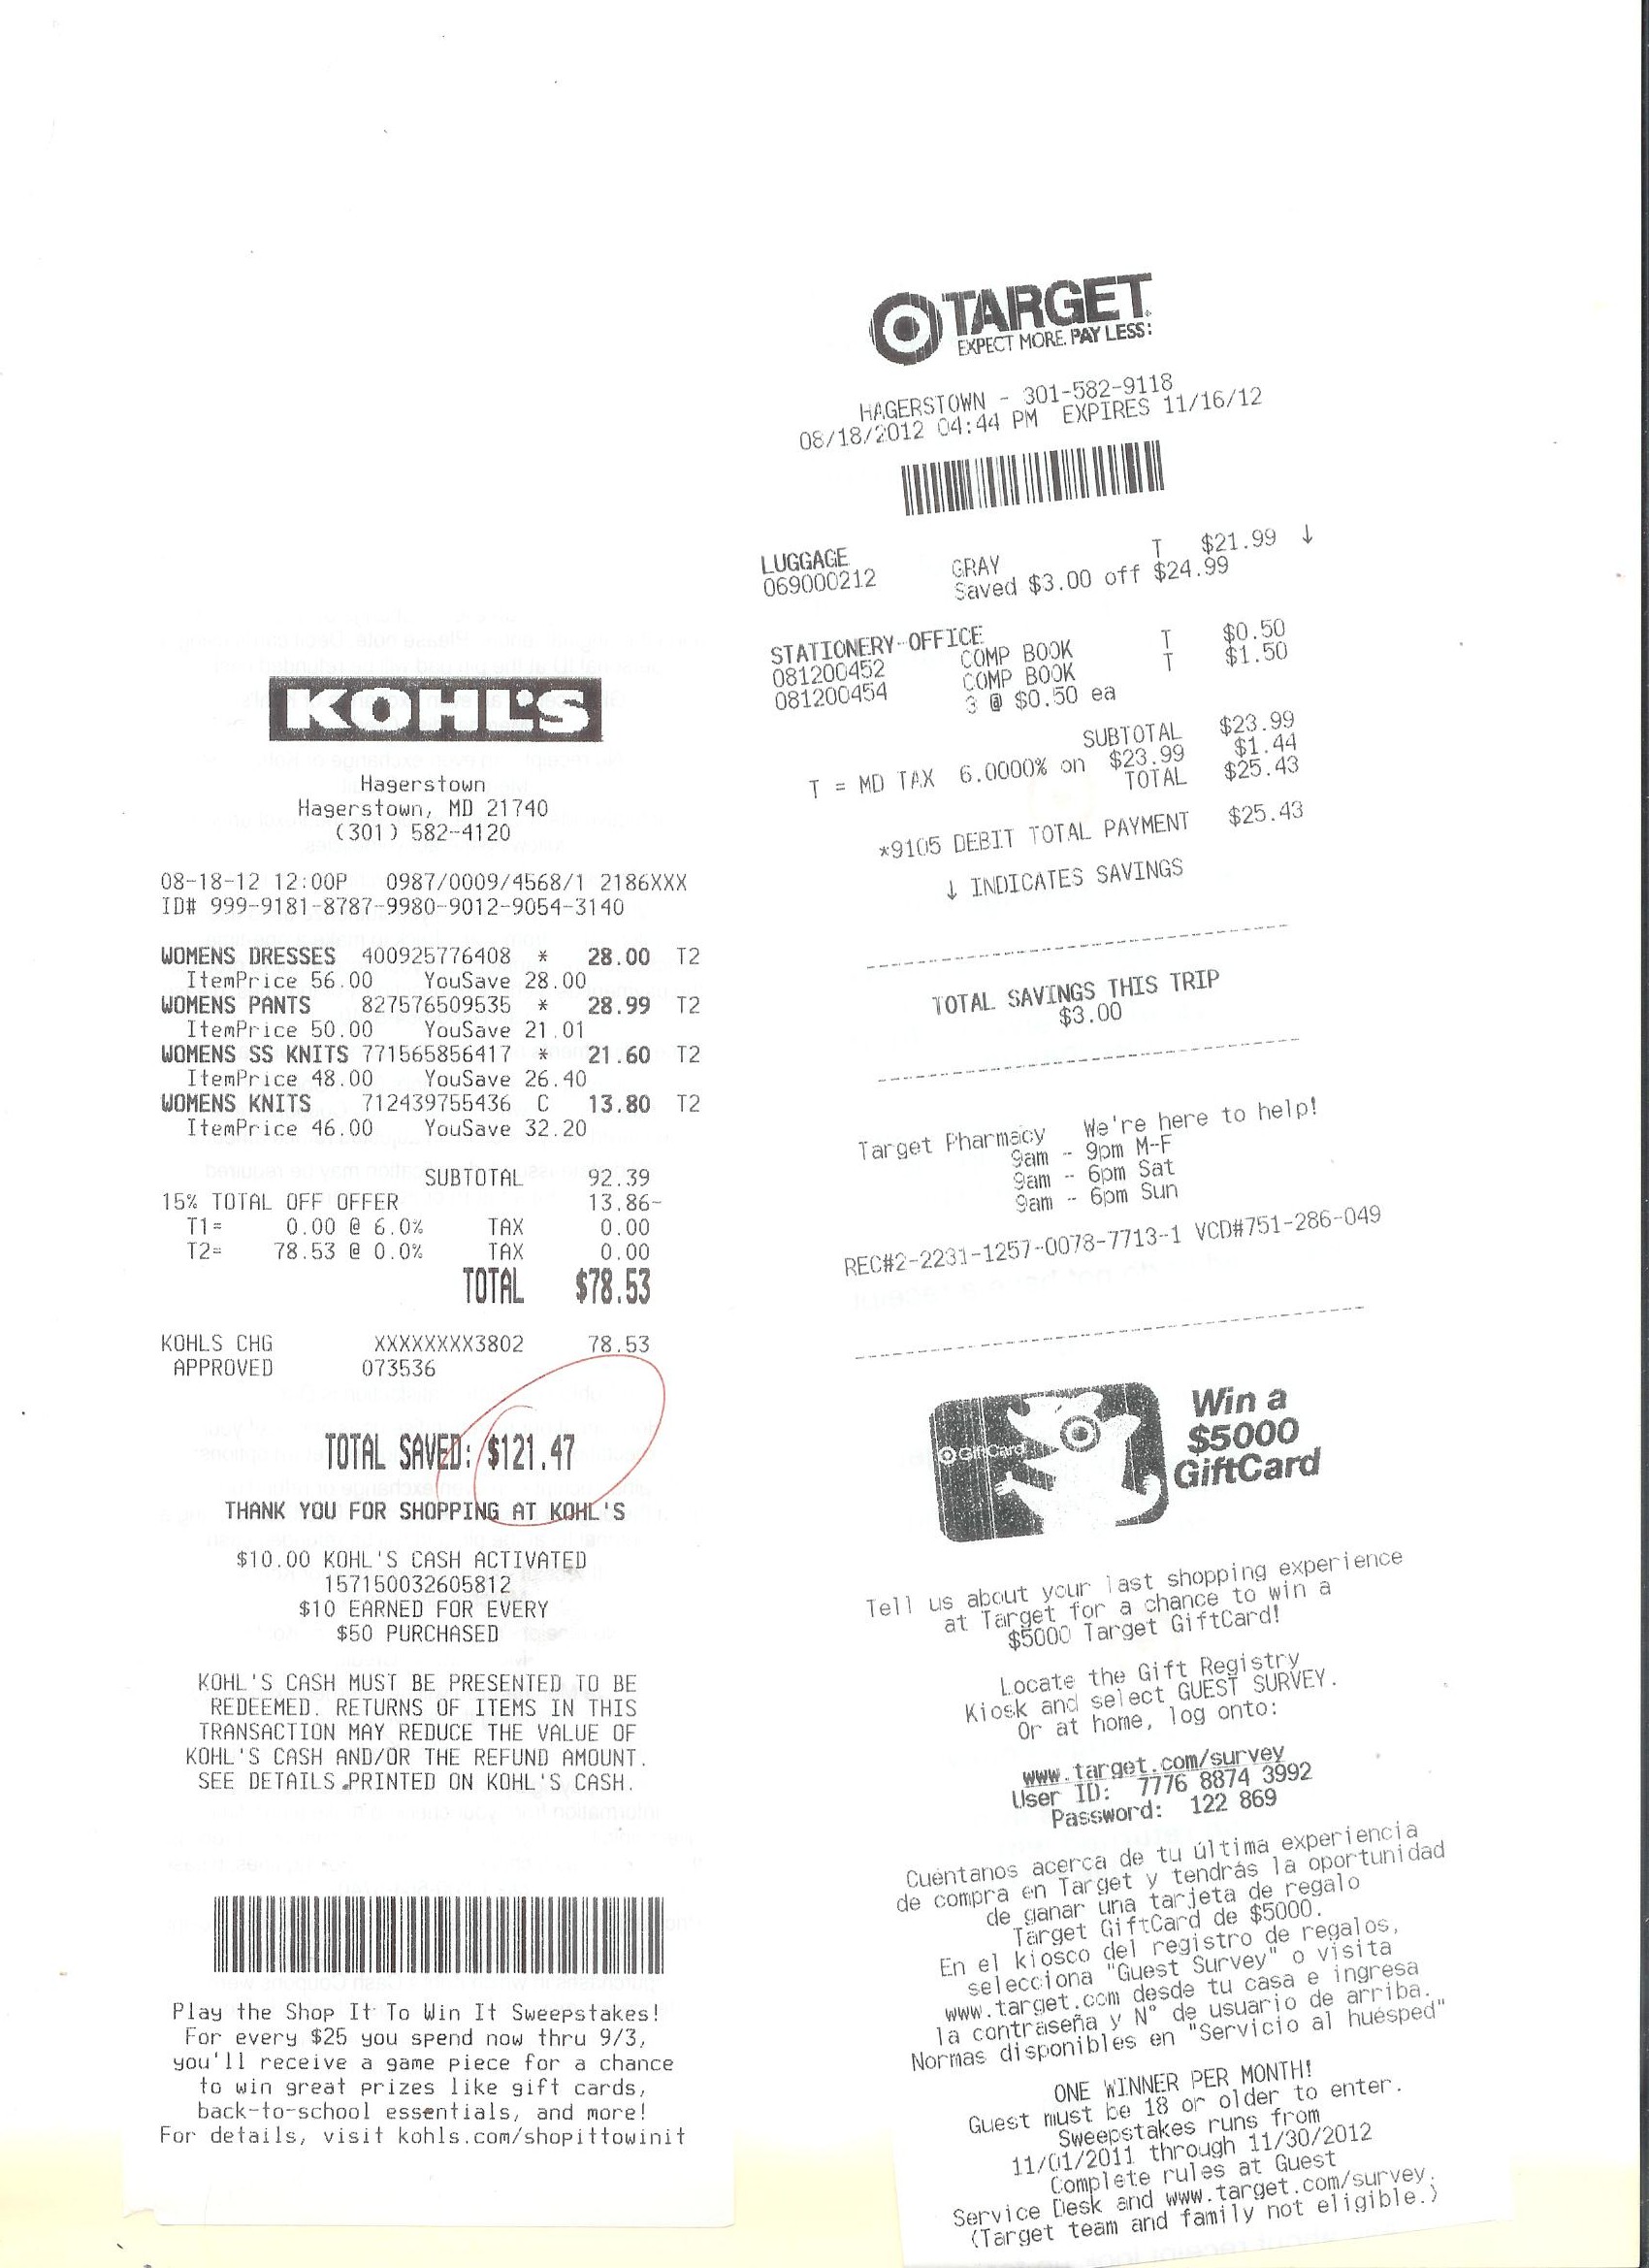 KOHL'S
Hagerstown
Hagerstown, MD 21740
(301) 582-4120
08-18-12 12:00P 0987/0009/4568/1 2186XXX
ID# 999-9181-8787-9980-9012-9054-3140
WOMENS DRESSES 400925776408 * 28.00 T2
ItemPrice 56.00 YouSave 28.00
WOMENS PANTS 827576509535 * 28.99 T2
ItemPrice 50.00 YouSave 21.01
WOMENS SS KNITS 771565856417 * 21.60 T2
ItemPrice 48.00 YouSave 26.40
WOMENS KNITS 712439755436 C 13.80 T2
ItemPrice 46.00 YouSave 32.20
SUBTOTAL 92.39
15% TOTAL OFF OFFER 13.86-
T1= 0.00 @ 6.0% TAX 0.00
T2= 78.53 @ 0.0% TAX 0.00
TOTAL $78.53
KOHLS CHG XXXXXXXX3802 78.53
APPROVED 073536
TOTAL SAVED: $121.47
THANK YOU FOR SHOPPING AT KOHL'S
$10.00 KOHL'S CASH ACTIVATED
157150032605812
$10 EARNED FOR EVERY
$50 PURCHASED
KOHL'S CASH MUST BE PRESENTED TO BE
REDEEMED. RETURNS OF ITEMS IN THIS
TRANSACTION MAY REDUCE THE VALUE OF
KOHL'S CASH AND/OR THE REFUND AMOUNT.
SEE DETAILS PRINTED ON KOHL'S CASH.
Play the Shop It To Win It Sweepstakes!
For every $25 you spend now thru 9/3,
you'll receive a game piece for a chance
to win great prizes like gift cards,
back-to-school essentials, and more!
For details, visit kohls.com/shopittowinit
TARGET
EXPECT MORE. PAY LESS.
HAGERSTOWN - 301-582-9118
08/18/2012 04:44 PM EXPIRES 11/16/12
LUGGAGE
069000212 GRAY T $21.99 ↓
Saved $3.00 off $24.99
STATIONERY-OFFICE
081200452 COMP BOOK T $0.50
081200454 COMP BOOK T $1.50
3 @ $0.50 ea
SUBTOTAL $23.99
T = MD TAX 6.0000% on $23.99 $1.44
TOTAL $25.43
*9105 DEBIT TOTAL PAYMENT $25.43
↓ INDICATES SAVINGS
TOTAL SAVINGS THIS TRIP
$3.00
Target Pharmacy We're here to help!
9am - 9pm M-F
9am - 6pm Sat
9am - 6pm Sun
REC#2-2231-1257-0078-7713-1 VCD#751-286-049
GiftCard
Win a
$5000
GiftCard
Tell us about your last shopping experience
at Target for a chance to win a
$5000 Target GiftCard!
Locate the Gift Registry
Kiosk and select GUEST SURVEY.
Or at home, log onto:
www.target.com/survey
User ID: 7776 8874 3992
Password: 122 869
Cuéntanos acerca de tu última experiencia
de compra en Target y tendrás la oportunidad
de ganar una tarjeta de regalo
Target GiftCard de $5000.
En el kiosco del registro de regalos,
selecciona "Guest Survey" o visita
www.target.com desde tu casa e ingresa
la contraseña y N° de usuario de arriba.
Normas disponibles en "Servicio al huésped"
ONE WINNER PER MONTH!
Guest must be 18 or older to enter.
Sweepstakes runs from
11/01/2011 through 11/30/2012
Complete rules at Guest
Service Desk and www.target.com/survey.
(Target team and family not eligible.)